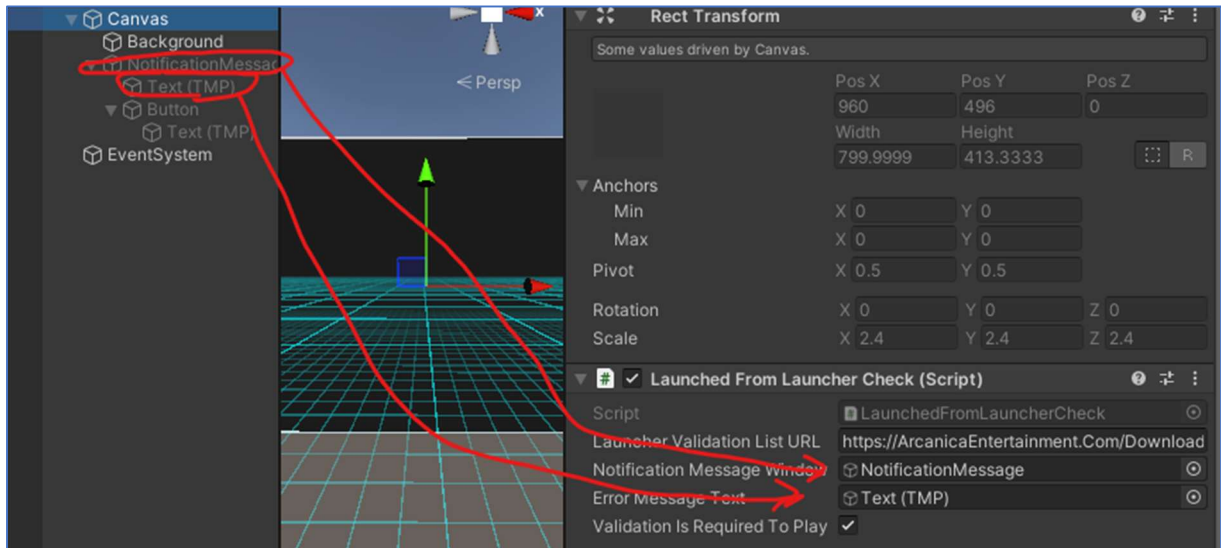 Canvas
Background
NotificationMessag
Text (TMP)
Button
Text (TMP)
EventSystem
x
Persp
Rect Transform
Some values driven by Canvas.
Pos X Pos Y Pos Z
960 496 0
Width Height
799.9999 413.3333
R
Anchors
Min X 0 Y 0
Max X 0 Y 0
Pivot X 0.5 Y 0.5
Rotation X 0 Y 0 Z 0
Scale X 2.4 Y 2.4 Z 2.4
# Launched From Launcher Check (Script)
Script # LaunchedFromLauncherCheck
Launcher Validation List URL https://ArcanicaEntertainment.Com/Download
Notification Message Window NotificationMessage
Error Message Text Text (TMP)
Validation Is Required To Play